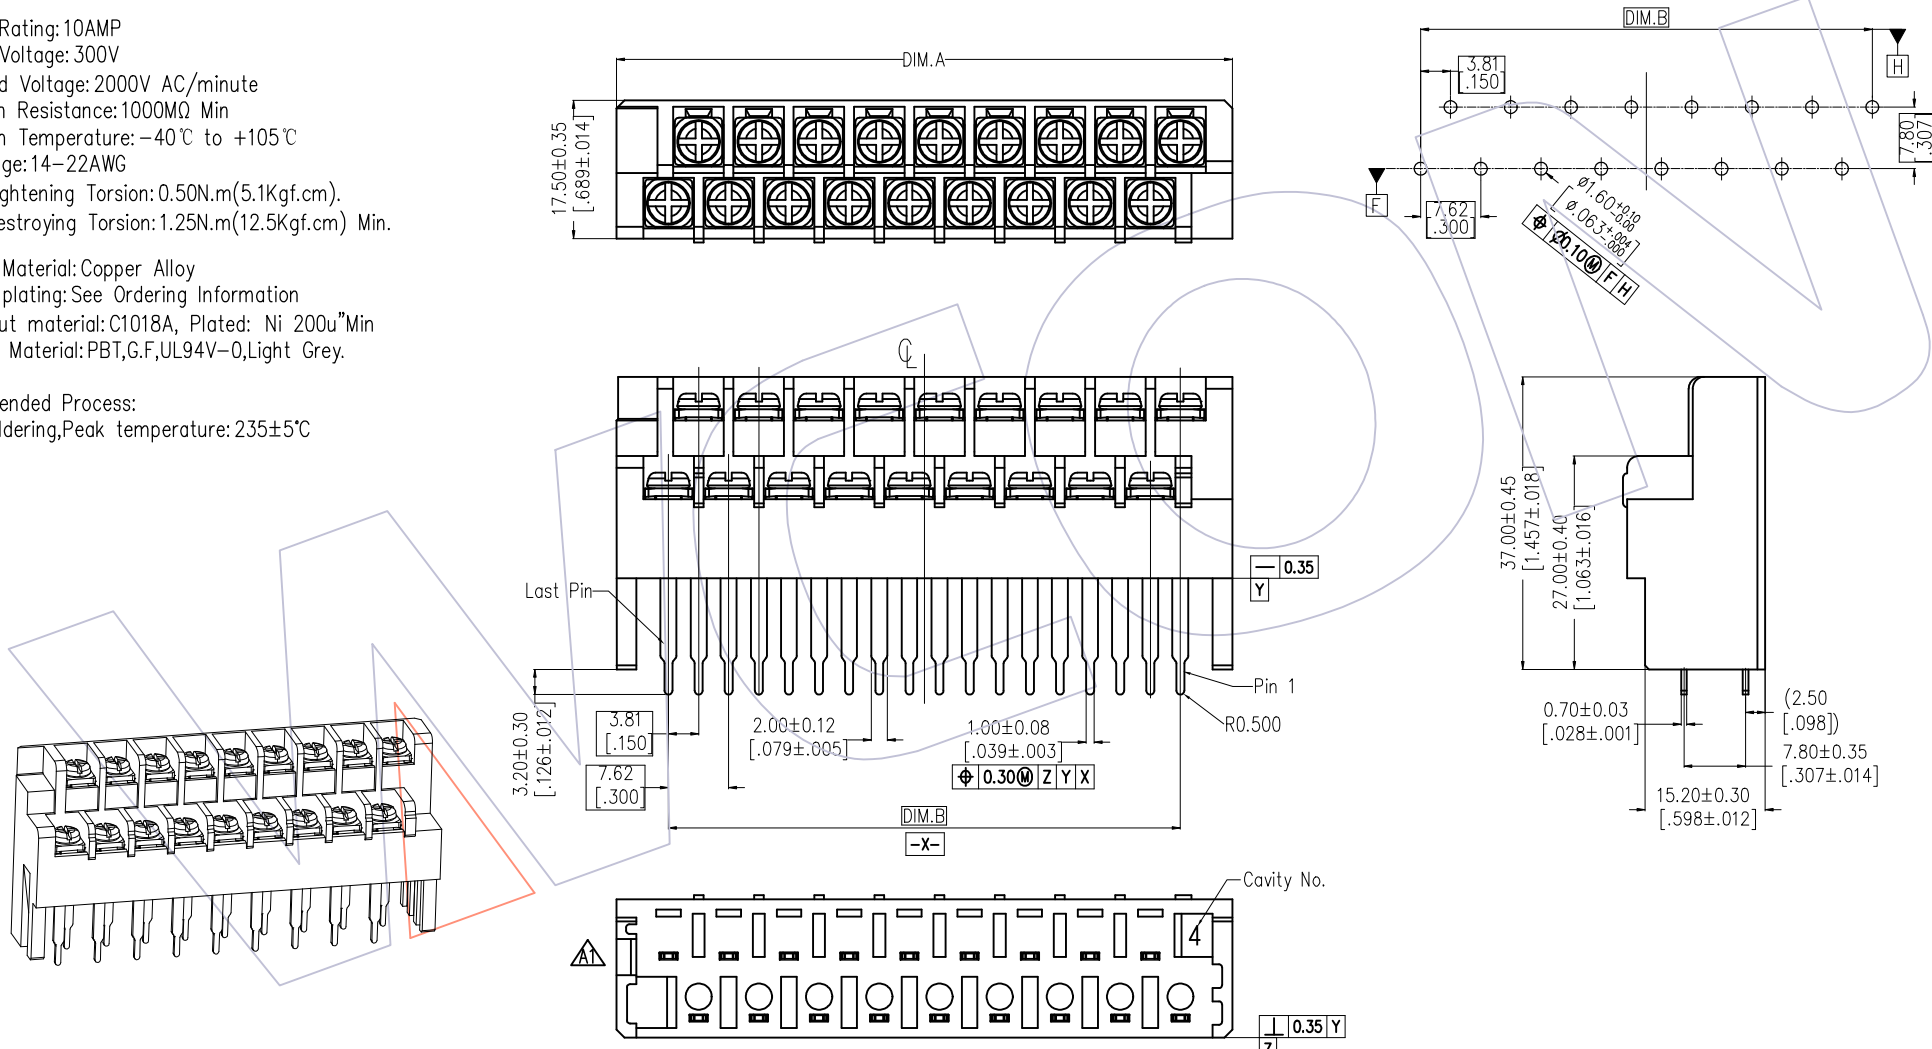 Rating: 10AMP
Voltage: 300V
d Voltage: 2000V AC/minute
n Resistance: 1000MΩ Min
n Temperature: -40℃ to +105℃
ge: 14-22AWG
ghtening Torsion: 0.50N.m(5.1Kgf.cm).
estroying Torsion: 1.25N.m(12.5Kgf.cm) Min.
Material: Copper Alloy
plating: See Ordering Information
ut material: C1018A, Plated: Ni 200u"Min
Material: PBT,G.F,UL94V-0,Light Grey.
ended Process:
ldering,Peak temperature: 235±5℃
DIM.A
17.50±0.35
[.689±.014]
DIM.B
H
3.81
[.150]
7.80
.307
F
7.62
[.300]
Ø1.60+0.10-0.00
[Ø.063+.004-.000]
⌖ Ø0.10Ⓜ F H
℄
Last Pin
— 0.35
Y
Pin 1
R0.500
3.20±0.30
[.126±.012]
3.81
[.150]
7.62
[.300]
2.00±0.12
[.079±.005]
1.00±0.08
[.039±.003]
⌖ 0.30Ⓜ Z Y X
DIM.B
-X-
37.00±0.45
[1.457±.018]
27.00±0.40
[1.063±.016]
0.70±0.03
[.028±.001]
(2.50
[.098])
7.80±0.35
[.307±.014]
15.20±0.30
[.598±.012]
Cavity No.
4
A1
⊥ 0.35 Y
Z
WCON